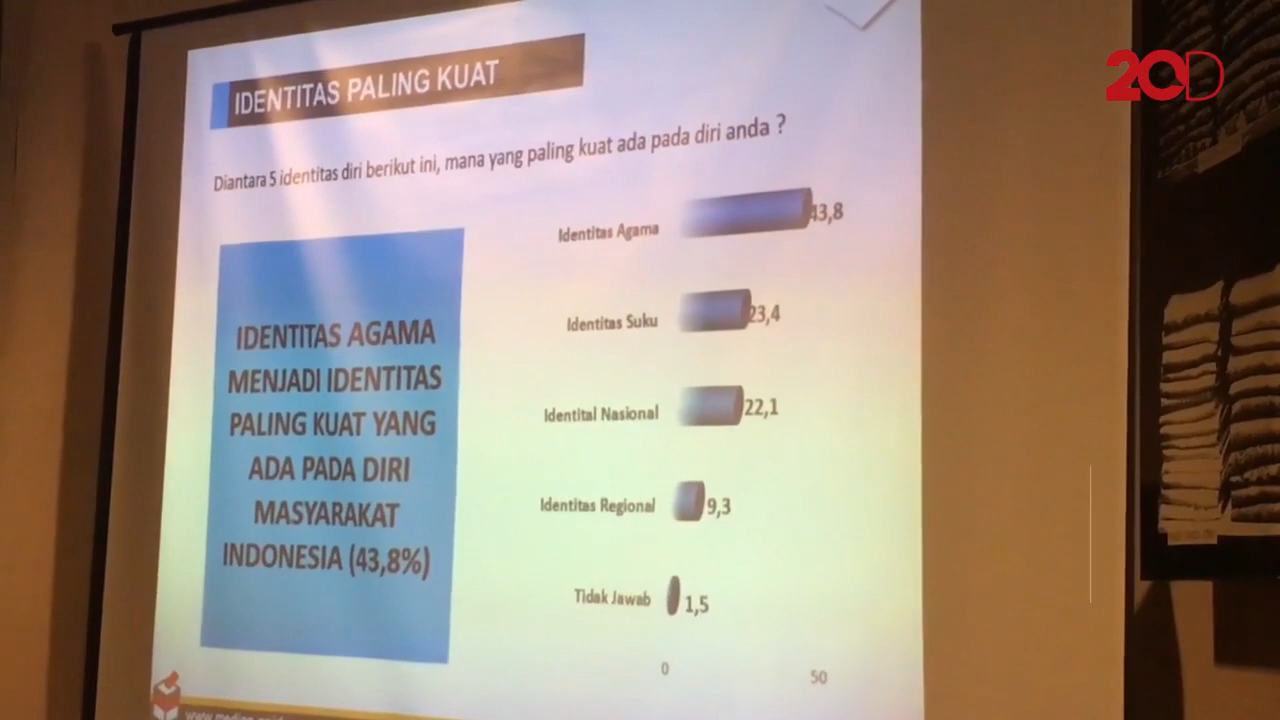 20D
IDENTITAS PALING KUAT
Diantara 5 identitas diri berikut ini, mana yang paling kuat ada pada diri anda ?
IDENTITAS AGAMA
MENJADI IDENTITAS
PALING KUAT YANG
ADA PADA DIRI
MASYARAKAT
INDONESIA (43,8%)
Identitas Agama 43,8
Identitas Suku 23,4
Identital Nasional 22,1
Identitas Regional 9,3
Tidak Jawab 1,5
0 50